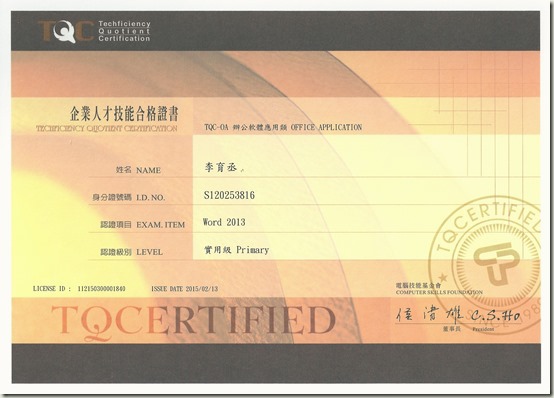 TQC Techficiency
Quotient
Certification
企業人才技能合格證書
TECHFICIENCY QUOTIENT CERTIFICATION
TQC-OA 辦公軟體應用類 OFFICE APPLICATION
姓名 NAME 李育丞
身分證號碼 I.D. NO. S120253816
認證項目 EXAM. ITEM Word 2013
認證級別 LEVEL 實用級 Primary
LICENSE ID : 112150300001840 ISSUE DATE 2015/02/13
電腦技能基金會
COMPUTER SKILLS FOUNDATION
TQCERTIFIED
C.S.Ho
董事長 President
TQCERTIFIED